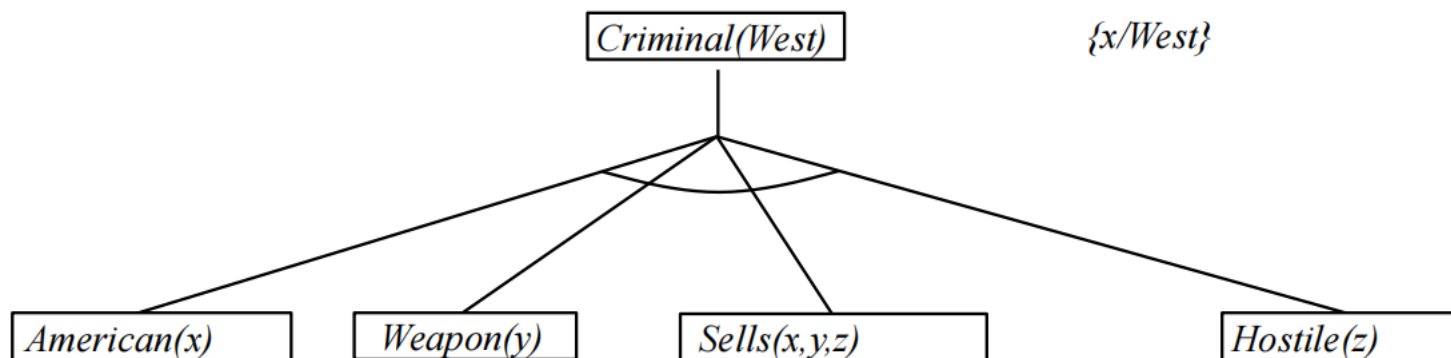 Criminal(West)
{x/West}
American(x)
Weapon(y)
Sells(x,y,z)
Hostile(z)